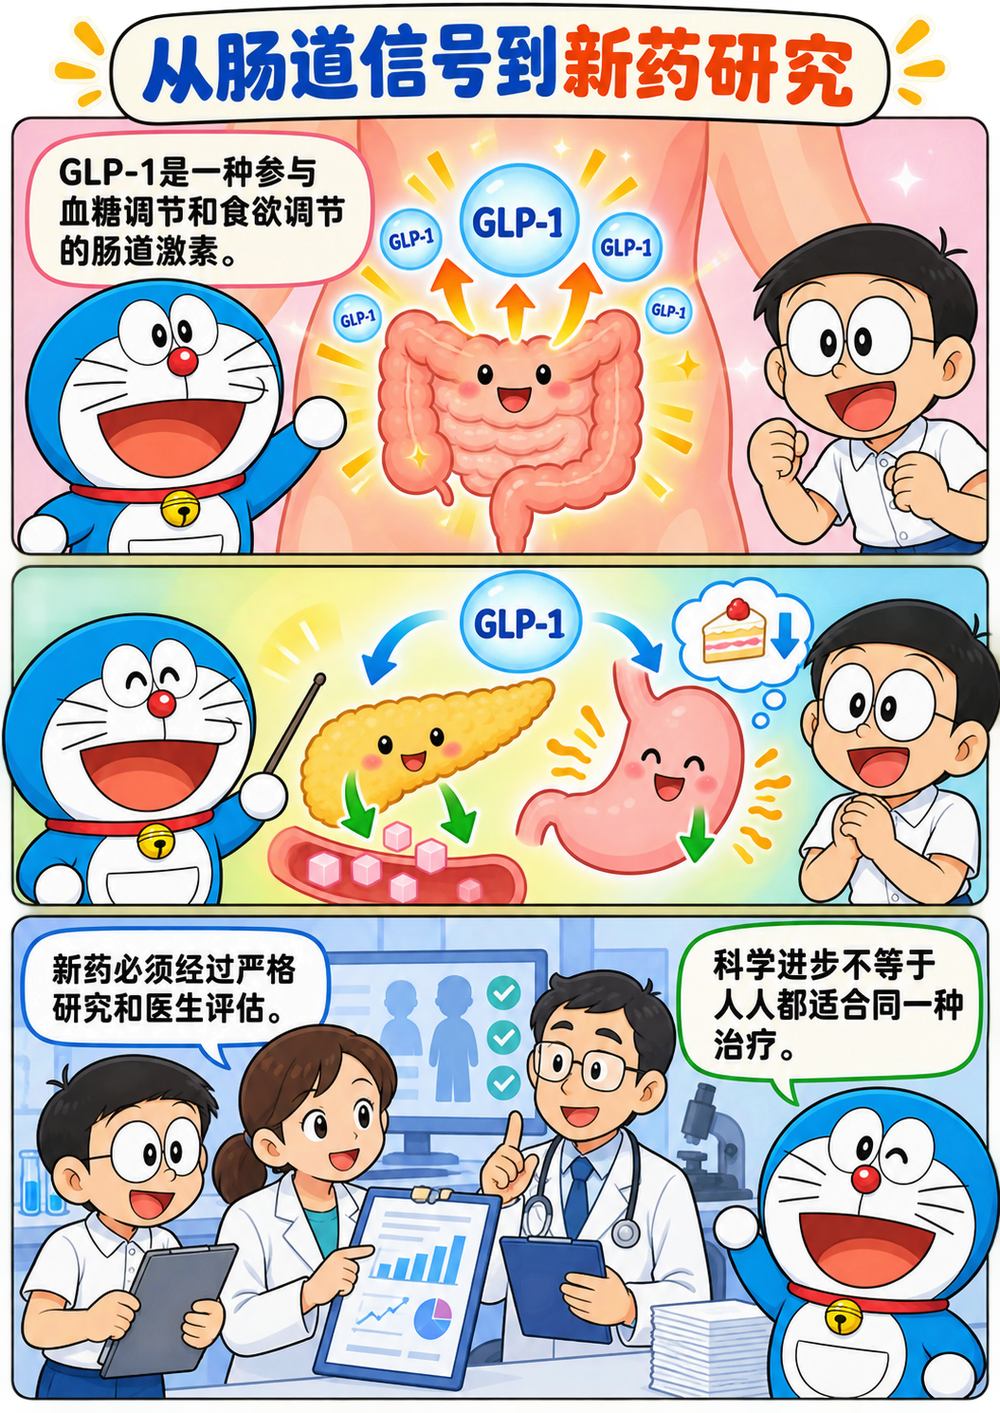 从肠道信号到新药研究
GLP-1是一种参与
血糖调节和食欲调节
的肠道激素。
GLP-1
GLP-1
GLP-1
GLP-1
GLP-1
GLP-1
新药必须经过严格
研究和医生评估。
科学进步不等于
人人都适合同一种
治疗。